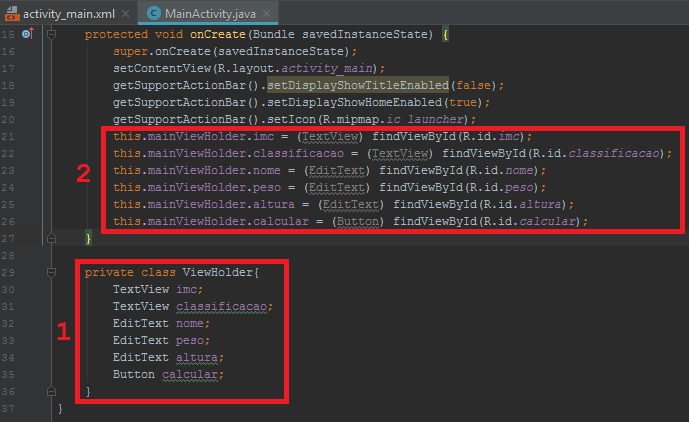 activity_main.xml MainActivity.java
15 protected void onCreate(Bundle savedInstanceState) {
16 super.onCreate(savedInstanceState);
17 setContentView(R.layout.activity_main);
18 getSupportActionBar().setDisplayShowTitleEnabled(false);
19 getSupportActionBar().setDisplayShowHomeEnabled(true);
20 getSupportActionBar().setIcon(R.mipmap.ic_launcher);
21 this.mainViewHolder.imc = (TextView) findViewById(R.id.imc);
22 this.mainViewHolder.classificacao = (TextView) findViewById(R.id.classificacao);
2
23 this.mainViewHolder.nome = (EditText) findViewById(R.id.nome);
24 this.mainViewHolder.peso = (EditText) findViewById(R.id.peso);
25 this.mainViewHolder.altura = (EditText) findViewById(R.id.altura);
26 this.mainViewHolder.calcular = (Button) findViewById(R.id.calcular);
27 }
28
29 private class ViewHolder{
30 TextView imc;
31 TextView classificacao;
32 EditText nome;
1
33 EditText peso;
34 EditText altura;
35 Button calcular;
36 }
37 }